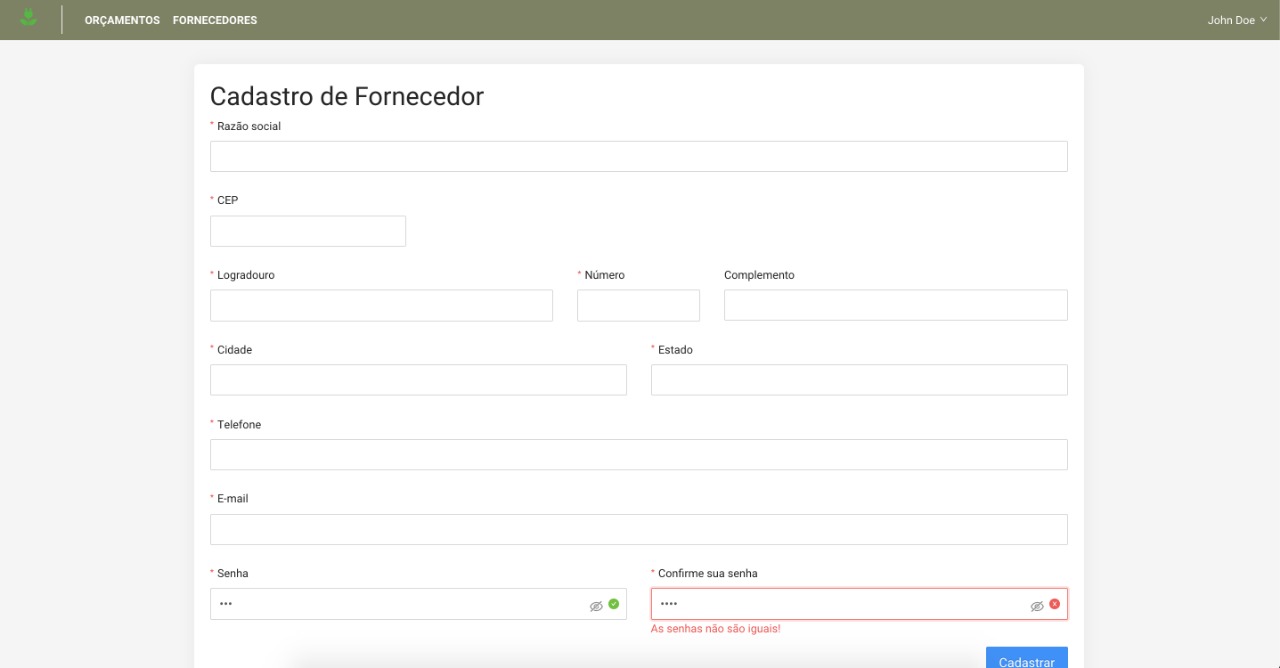 ORÇAMENTOS FORNECEDORES John Doe
Cadastro de Fornecedor
* Razão social
* CEP
* Logradouro * Número Complemento
* Cidade * Estado
* Telefone
* E-mail
* Senha * Confirme sua senha
••• ••••
As senhas não são iguais!
Cadastrar